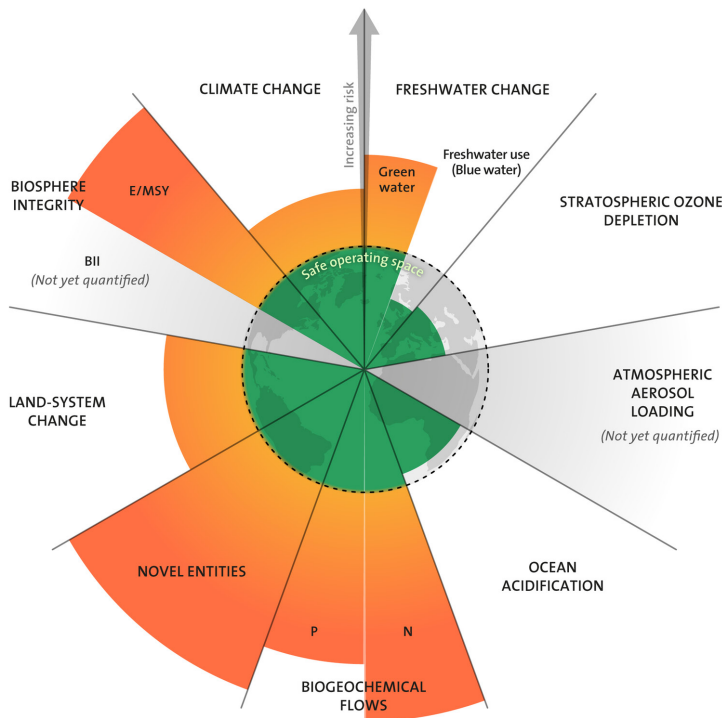 CLIMATE CHANGE
Increasing risk
FRESHWATER CHANGE
Green
water
Freshwater use
(Blue water)
STRATOSPHERIC OZONE
DEPLETION
BIOSPHERE
INTEGRITY
E/MSY
BII
(Not yet quantified)
Safe operating space
ATMOSPHERIC
AEROSOL
LOADING
(Not yet quantified)
LAND-SYSTEM
CHANGE
NOVEL ENTITIES
OCEAN
ACIDIFICATION
P
N
BIOGEOCHEMICAL
FLOWS